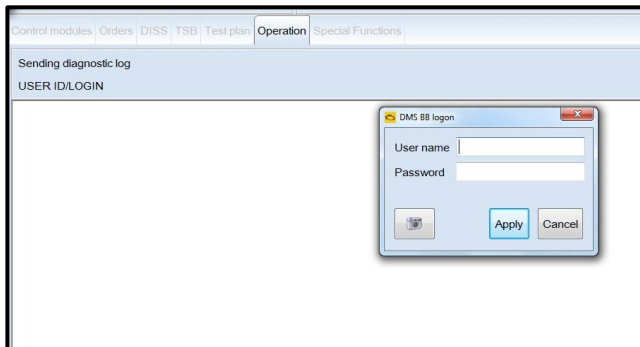 Control modules Orders DISS TSB Test plan Operation Special Functions
Sending diagnostic log
USER ID/LOGIN
DMS BB logon
User name
Password
Apply Cancel